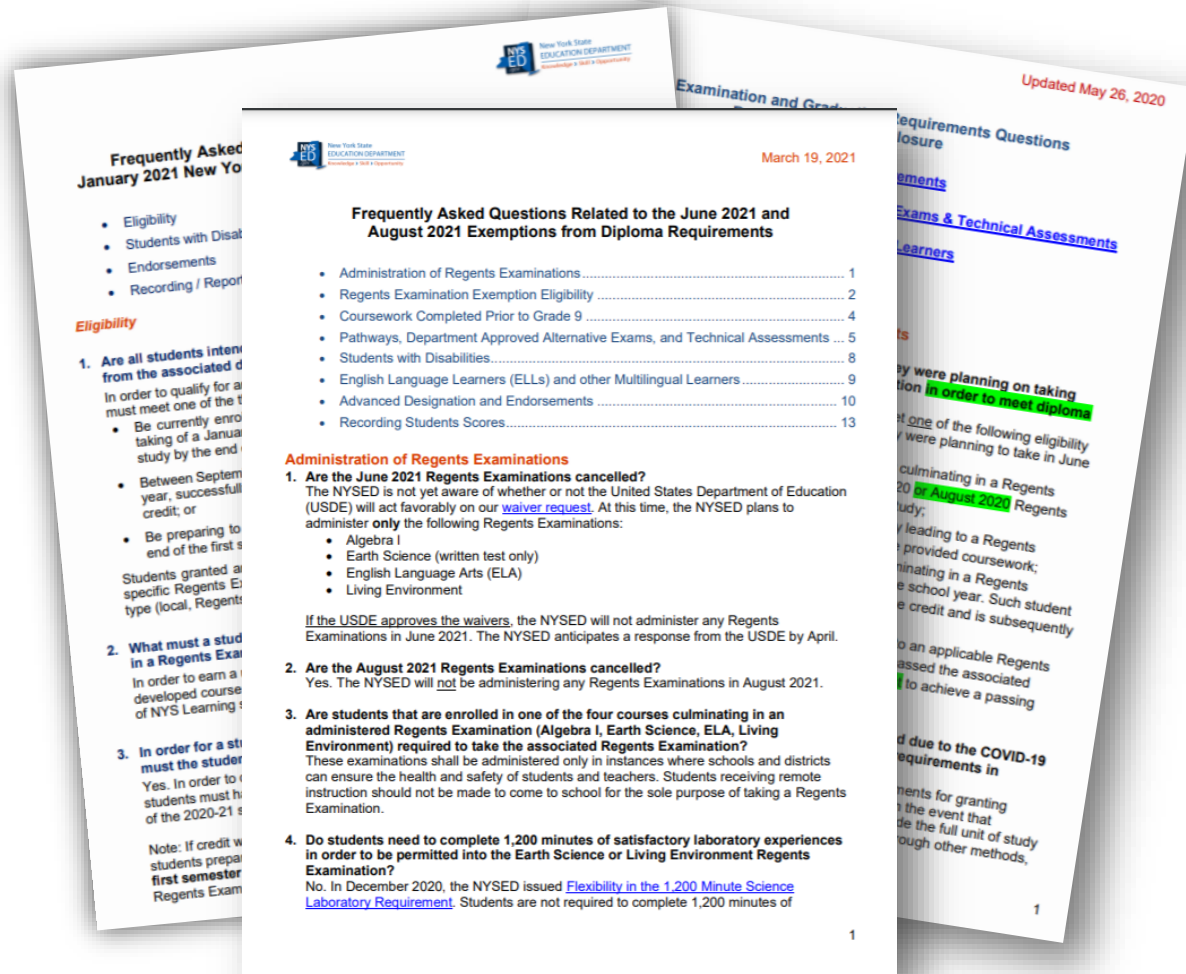 NYS
ED
New York State
EDUCATION DEPARTMENT
Knowledge > Skill > Opportunity
Frequently Asked
January 2021 New Yo
• Eligibility
• Students with Disab
• Endorsements
• Recording / Repor
Eligibility
1. Are all students inten
from the associated d
In order to qualify for a
must meet one of the t
• Be currently enro
taking of a Januar
study by the end
• Between Septem
year, successfull
credit; or
• Be preparing to
end of the first s
Students granted a
specific Regents E
type (local, Regents
2. What must a stud
in a Regents Exa
In order to earn a
developed course
of NYS Learning
3. In order for a st
must the studen
Yes. In order to
students must h
of the 2020-21 s
Note: If credit w
students prepa
first semester
Regents Exam
NYS
ED
New York State
EDUCATION DEPARTMENT
Knowledge > Skill > Opportunity
March 19, 2021
Frequently Asked Questions Related to the June 2021 and
August 2021 Exemptions from Diploma Requirements
• Administration of Regents Examinations ... 1
• Regents Examination Exemption Eligibility ... 2
• Coursework Completed Prior to Grade 9 ... 4
• Pathways, Department Approved Alternative Exams, and Technical Assessments ... 5
• Students with Disabilities ... 8
• English Language Learners (ELLs) and other Multilingual Learners ... 9
• Advanced Designation and Endorsements ... 10
• Recording Students Scores ... 13
Administration of Regents Examinations
1. Are the June 2021 Regents Examinations cancelled?
The NYSED is not yet aware of whether or not the United States Department of Education
(USDE) will act favorably on our waiver request. At this time, the NYSED plans to
administer only the following Regents Examinations:
• Algebra I
• Earth Science (written test only)
• English Language Arts (ELA)
• Living Environment
If the USDE approves the waivers, the NYSED will not administer any Regents
Examinations in June 2021. The NYSED anticipates a response from the USDE by April.
2. Are the August 2021 Regents Examinations cancelled?
Yes. The NYSED will not be administering any Regents Examinations in August 2021.
3. Are students that are enrolled in one of the four courses culminating in an
administered Regents Examination (Algebra I, Earth Science, ELA, Living
Environment) required to take the associated Regents Examination?
These examinations shall be administered only in instances where schools and districts
can ensure the health and safety of students and teachers. Students receiving remote
instruction should not be made to come to school for the sole purpose of taking a Regents
Examination.
4. Do students need to complete 1,200 minutes of satisfactory laboratory experiences
in order to be permitted into the Earth Science or Living Environment Regents
Examination?
No. In December 2020, the NYSED issued Flexibility in the 1,200 Minute Science
Laboratory Requirement. Students are not required to complete 1,200 minutes of
1
Updated May 26, 2020
Examination and Grad
equirements Questions
losure
ements
Exams & Technical Assessments
Learners
ts
ey were planning on taking
tion in order to meet diploma
et one of the following eligibility
y were planning to take in June
culminating in a Regents
20 or August 2020 Regents
tudy;
y leading to a Regents
e provided coursework;
minating in a Regents
e school year. Such student
e credit and is subsequently
o an applicable Regents
assed the associated
to achieve a passing
d due to the COVID-19
equirements in
ments for granting
n the event that
de the full unit of study
rough other methods,
1